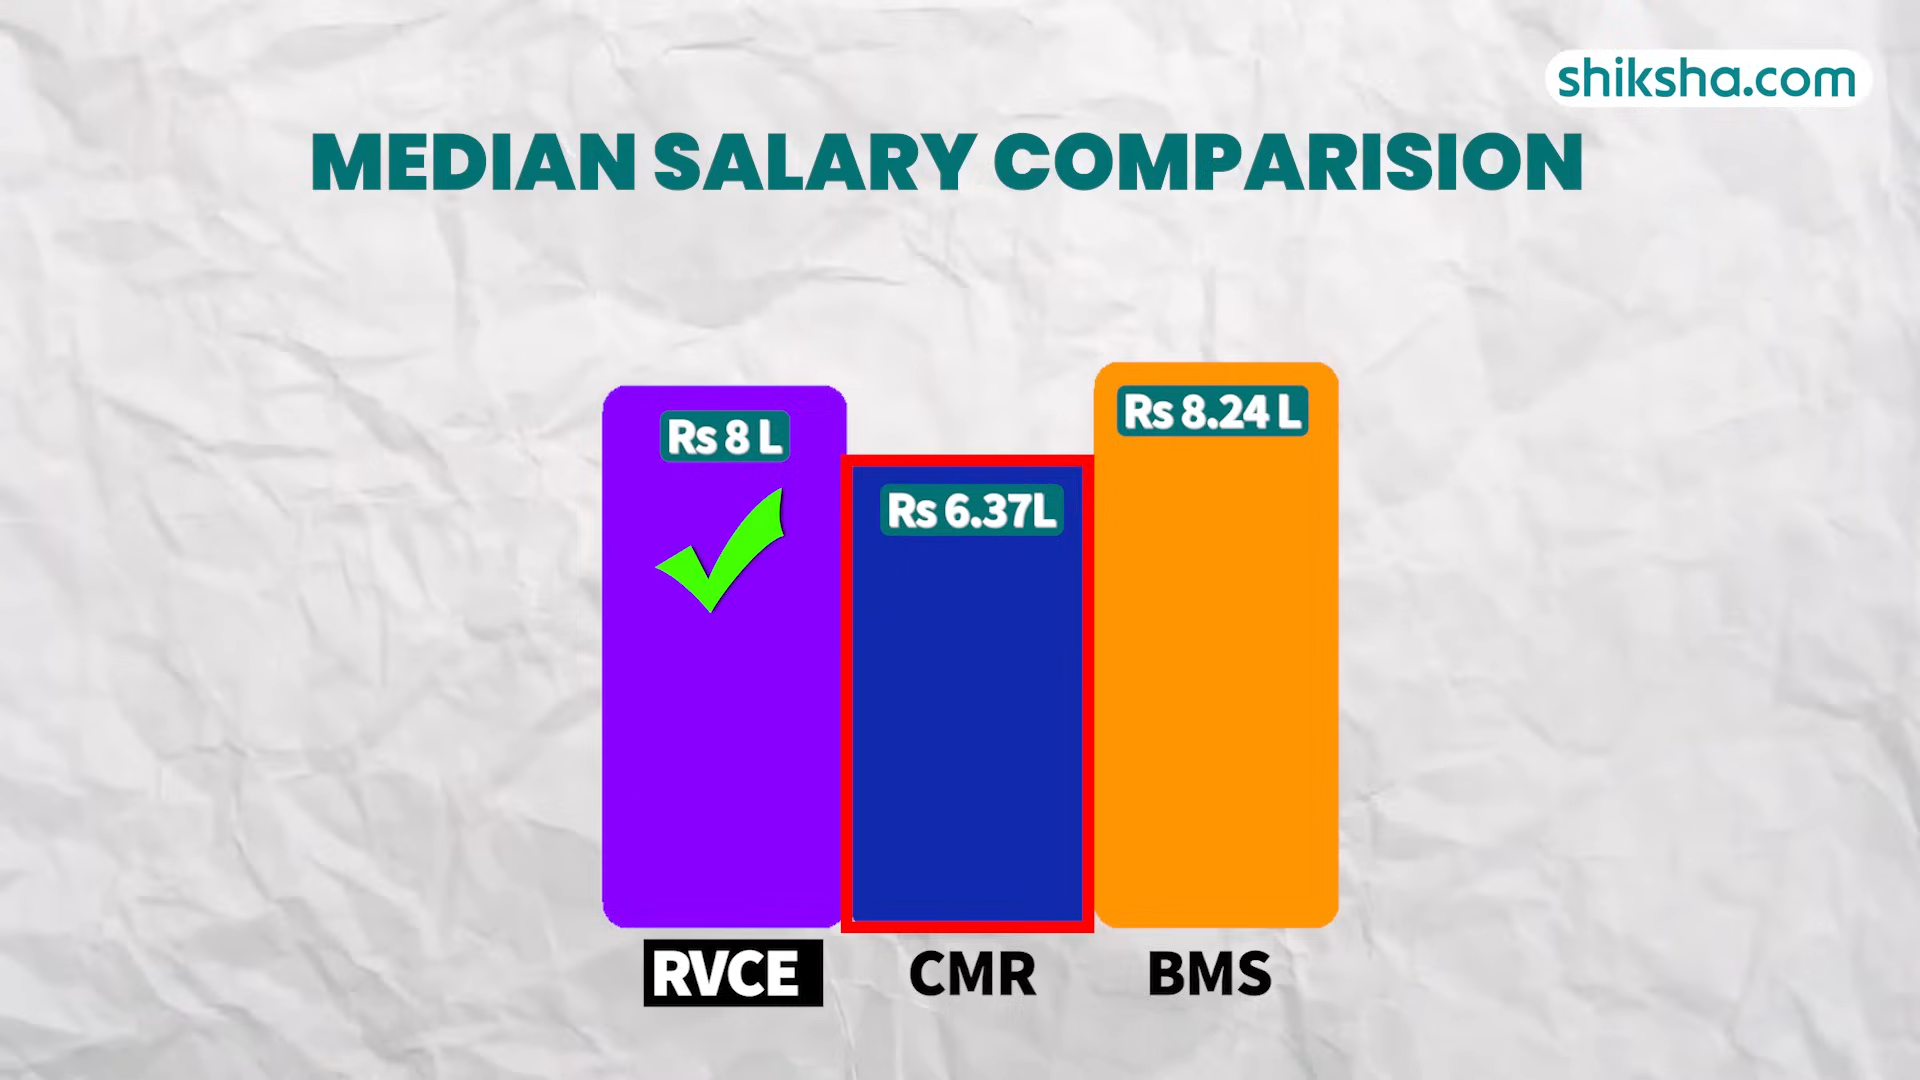 shiksha.com
MEDIAN SALARY COMPARISION
Rs 8 L
Rs 6.37L
Rs 8.24 L
RVCE
CMR
BMS